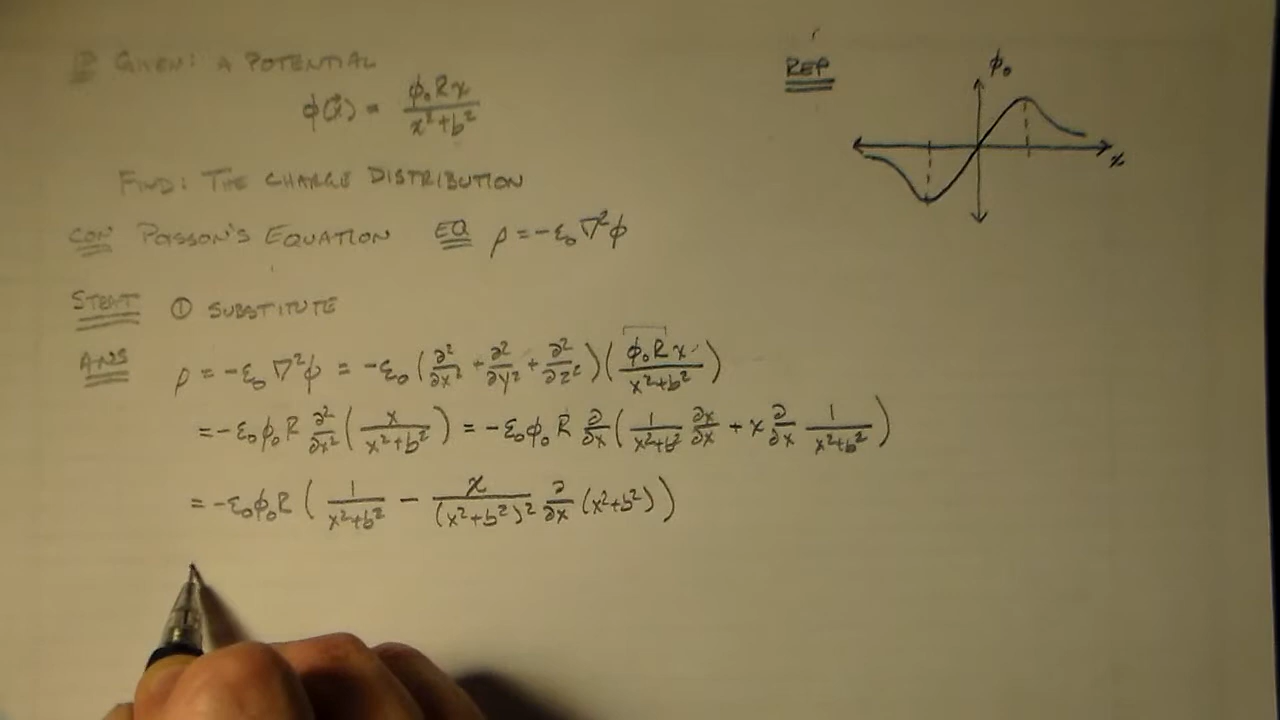 IP GIVEN: A POTENTIAL
ϕ(x⃗) = ϕ₀Rx / (x²+b²)
FIND: THE CHARGE DISTRIBUTION
CON POISSON'S EQUATION EQ ρ = -ε₀∇²ϕ
STRAT ① SUBSTITUTE
ANS ρ = -ε₀∇²ϕ = -ε₀(∂²/∂x² + ∂²/∂y² + ∂²/∂z²)(ϕ₀Rx / (x²+b²))
= -ε₀ϕ₀R ∂²/∂x² (x / (x²+b²)) = -ε₀ϕ₀R ∂/∂x (1/(x²+b²) ∂x/∂x + x ∂/∂x 1/(x²+b²))
= -ε₀ϕ₀R (1/(x²+b²) - x/(x²+b²)² ∂/∂x (x²+b²))
REP
ϕ₀
x